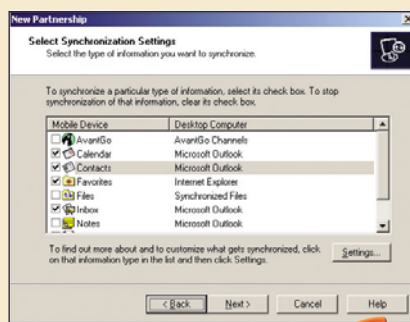 New Partnership
Select Synchronization Settings
Select the type of information you want to synchronize.
To synchronize a particular type of information, select its check box. To stop
synchronization of that information, clear its check box.
Mobile Device Desktop Computer
AvantGo AvantGo Channels
Calendar Microsoft Outlook
Contacts Microsoft Outlook
Favorites Internet Explorer
Files Synchronized Files
Inbox Microsoft Outlook
Notes Microsoft Outlook
To find out more about and to customize what gets synchronized, click
on that information type in the list and then click Settings.
Settings...
< Back Next > Cancel Help